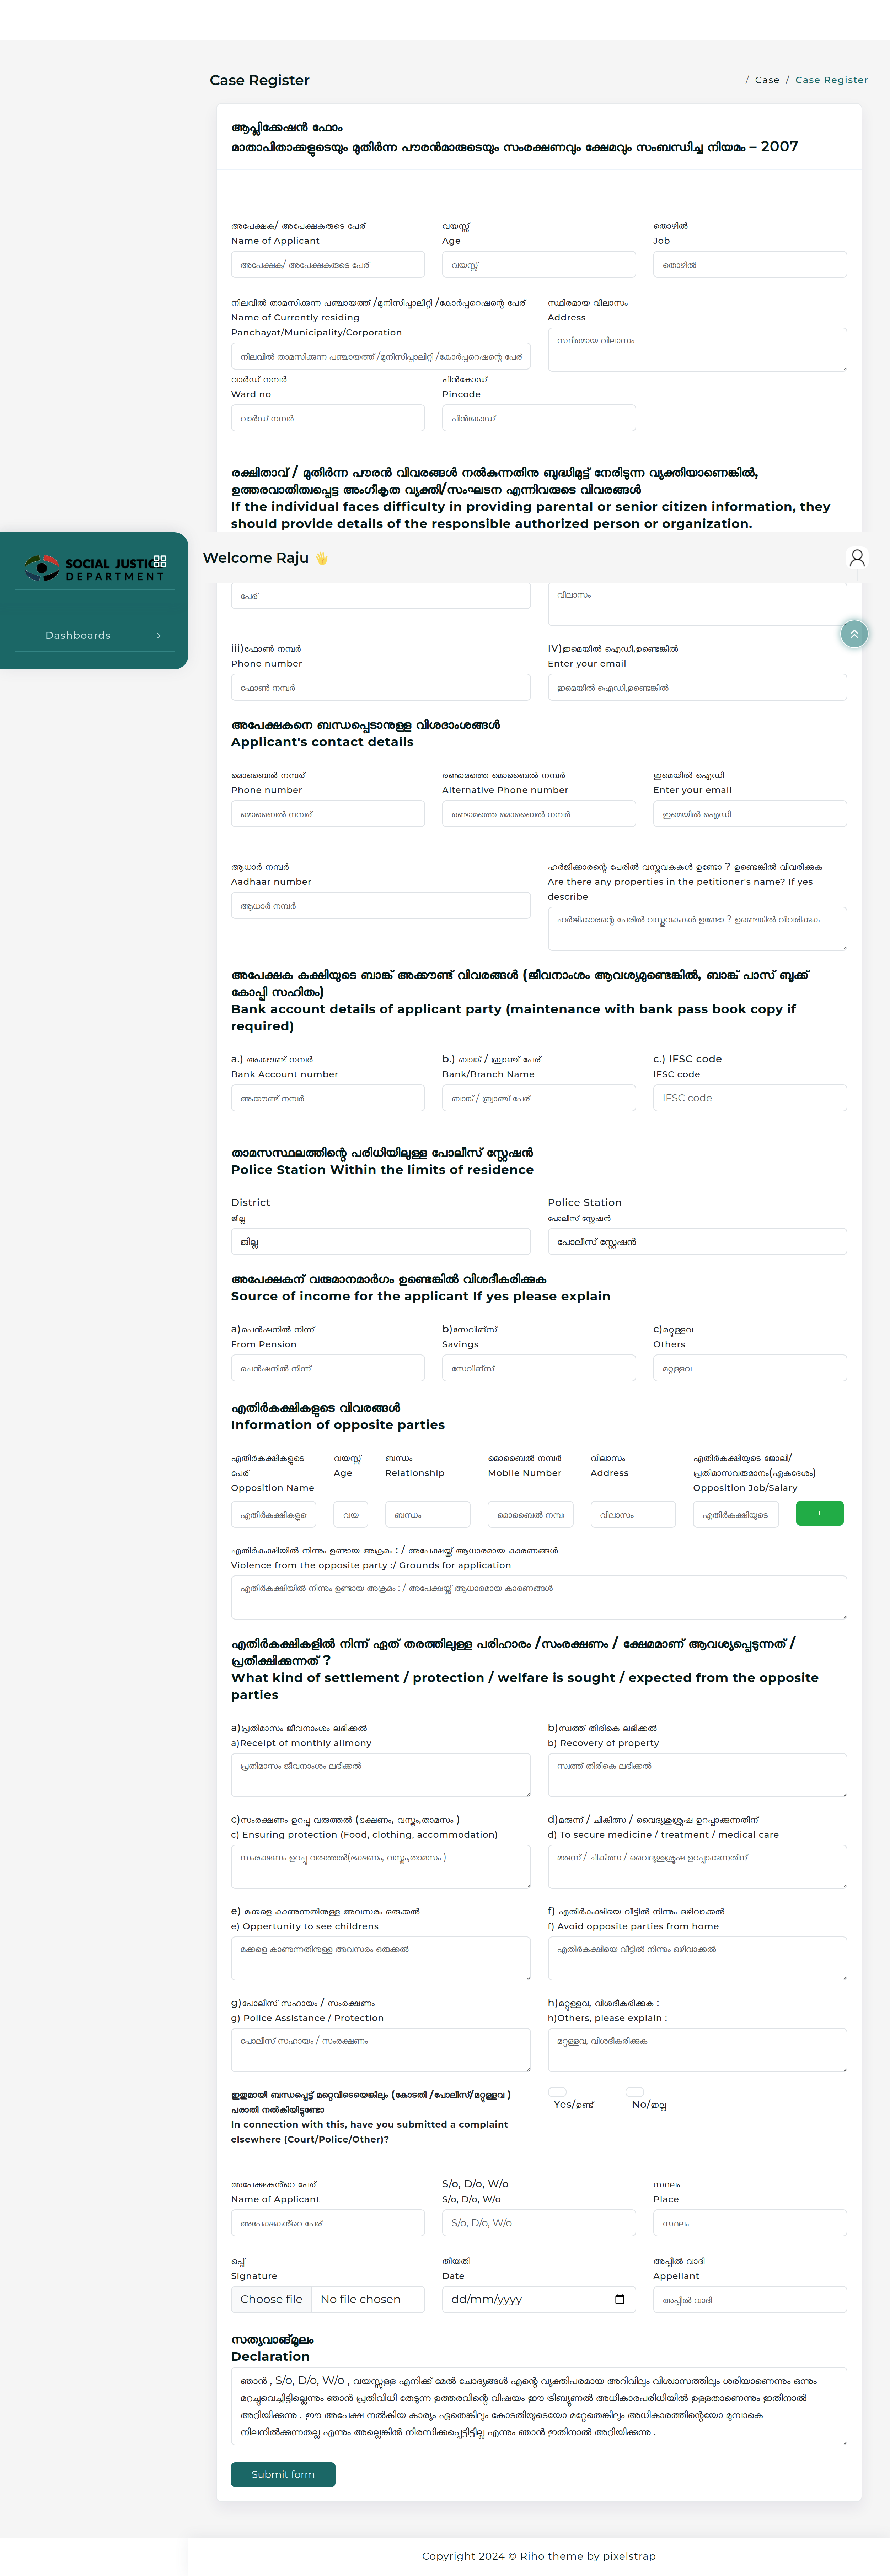 Case Register
/ Case / Case Register
ആപ്ലിക്കേഷൻ ഫോം
മാതാപിതാക്കളുടെയും മുതിർന്ന പൗരൻമാരുടെയും സംരക്ഷണവും ക്ഷേമവും സംബന്ധിച്ച നിയമം – 2007
അപേക്ഷക/ അപേക്ഷകരുടെ പേര്
Name of Applicant
അപേക്ഷക/ അപേക്ഷകരുടെ പേര്
വയസ്സ്
Age
വയസ്സ്
തൊഴിൽ
Job
തൊഴിൽ
നിലവിൽ താമസിക്കുന്ന പഞ്ചായത്ത് /മുനിസിപ്പാലിറ്റി /കോർപ്പറെഷന്റെ പേര്
Name of Currently residing
Panchayat/Municipality/Corporation
നിലവിൽ താമസിക്കുന്ന പഞ്ചായത്ത് /മുനിസിപ്പാലിറ്റി /കോർപ്പറെഷന്റെ പേര
സ്ഥിരമായ വിലാസം
Address
സ്ഥിരമായ വിലാസം
വാർഡ് നമ്പർ
Ward no
വാർഡ് നമ്പർ
പിൻകോഡ്
Pincode
പിൻകോഡ്
രക്ഷിതാവ് / മുതിർന്ന പൗരൻ വിവരങ്ങൾ നൽകുന്നതിനു ബുദ്ധിമുട്ട് നേരിടുന്ന വ്യക്തിയാണെങ്കിൽ,
ഉത്തരവാതിത്വപ്പെട്ട അംഗീകൃത വ്യക്തി/സംഘടന എന്നിവരുടെ വിവരങ്ങൾ
If the individual faces difficulty in providing parental or senior citizen information, they
should provide details of the responsible authorized person or organization.
SOCIAL JUSTIC
DEPARTMENT
Dashboards
Welcome Raju
പേര്
വിലാസം
iii)ഫോൺ നമ്പർ
Phone number
ഫോൺ നമ്പർ
IV)ഇമെയിൽ ഐഡി,ഉണ്ടെങ്കിൽ
Enter your email
ഇമെയിൽ ഐഡി,ഉണ്ടെങ്കിൽ
അപേക്ഷകനെ ബന്ധപ്പെടാനുള്ള വിശദാംശങ്ങൾ
Applicant's contact details
മൊബൈൽ നമ്പര്
Phone number
മൊബൈൽ നമ്പര്
രണ്ടാമത്തെ മൊബൈൽ നമ്പർ
Alternative Phone number
രണ്ടാമത്തെ മൊബൈൽ നമ്പർ
ഇമെയിൽ ഐഡി
Enter your email
ഇമെയിൽ ഐഡി
ആധാർ നമ്പർ
Aadhaar number
ആധാർ നമ്പർ
ഹർജിക്കാരന്റെ പേരിൽ വസ്തുവകകൾ ഉണ്ടോ ? ഉണ്ടെങ്കിൽ വിവരിക്കുക
Are there any properties in the petitioner's name? If yes
describe
ഹർജിക്കാരന്റെ പേരിൽ വസ്തുവകകൾ ഉണ്ടോ ? ഉണ്ടെങ്കിൽ വിവരിക്കുക
അപേക്ഷക കക്ഷിയുടെ ബാങ്ക് അക്കൗണ്ട് വിവരങ്ങൾ (ജീവനാംശം ആവശ്യമുണ്ടെങ്കിൽ, ബാങ്ക് പാസ് ബുക്ക്
കോപ്പി സഹിതം)
Bank account details of applicant party (maintenance with bank pass book copy if
required)
a.) അക്കൗണ്ട് നമ്പർ
Bank Account number
അക്കൗണ്ട് നമ്പർ
b.) ബാങ്ക് / ബ്രാഞ്ച് പേര്
Bank/Branch Name
ബാങ്ക് / ബ്രാഞ്ച് പേര്
c.) IFSC code
IFSC code
IFSC code
താമസസ്ഥലത്തിന്റെ പരിധിയിലുള്ള പോലീസ് സ്റ്റേഷൻ
Police Station Within the limits of residence
District
ജില്ല
ജില്ല
Police Station
പോലീസ് സ്റ്റേഷൻ
പോലീസ് സ്റ്റേഷൻ
അപേക്ഷകന് വരുമാനമാർഗം ഉണ്ടെങ്കിൽ വിശദീകരിക്കുക
Source of income for the applicant If yes please explain
a)പെൻഷനിൽ നിന്ന്
From Pension
പെൻഷനിൽ നിന്ന്
b)സേവിങ്സ്
Savings
സേവിങ്സ്
c)മറ്റുള്ളവ
Others
മറ്റുള്ളവ
എതിർകക്ഷികളുടെ വിവരങ്ങൾ
Information of opposite parties
എതിർകക്ഷികളുടെ
പേര്
Opposition Name
എതിർകക്ഷികളുടെ
വയസ്സ്
Age
വയ
ബന്ധം
Relationship
ബന്ധം
മൊബൈൽ നമ്പർ
Mobile Number
മൊബൈൽ നമ്പ
വിലാസം
Address
വിലാസം
എതിർകക്ഷിയുടെ ജോലി/
പ്രതിമാസവരുമാനം(ഏകദേശം)
Opposition Job/Salary
എതിർകക്ഷിയുടെ
+
എതിർകക്ഷിയിൽ നിന്നും ഉണ്ടായ അക്രമം : / അപേക്ഷയ്ക്ക് ആധാരമായ കാരണങ്ങൾ
Violence from the opposite party :/ Grounds for application
എതിർകക്ഷിയിൽ നിന്നും ഉണ്ടായ അക്രമം : / അപേക്ഷയ്ക്ക് ആധാരമായ കാരണങ്ങൾ
എതിർകക്ഷികളിൽ നിന്ന് ഏത് തരത്തിലുള്ള പരിഹാരം /സംരക്ഷണം / ക്ഷേമമാണ് ആവശ്യപ്പെടുന്നത് /
പ്രതീക്ഷിക്കുന്നത് ?
What kind of settlement / protection / welfare is sought / expected from the opposite
parties
a)പ്രതിമാസം ജീവനാംശം ലഭിക്കൽ
a)Receipt of monthly alimony
പ്രതിമാസം ജീവനാംശം ലഭിക്കൽ
b)സ്വത്ത് തിരികെ ലഭിക്കൽ
b) Recovery of property
സ്വത്ത് തിരികെ ലഭിക്കൽ
c)സംരക്ഷണം ഉറപ്പു വരുത്തൽ (ഭക്ഷണം, വസ്ത്രം,താമസം )
c) Ensuring protection (Food, clothing, accommodation)
സംരക്ഷണം ഉറപ്പു വരുത്തൽ(ഭക്ഷണം, വസ്ത്രം,താമസം )
d)മരുന്ന് / ചികിത്സ / വൈദ്യശുശ്രൂഷ ഉറപ്പാക്കുന്നതിന്
d) To secure medicine / treatment / medical care
മരുന്ന് / ചികിത്സ / വൈദ്യശുശ്രൂഷ ഉറപ്പാക്കുന്നതിന്
e) മക്കളെ കാണുന്നതിനുള്ള അവസരം ഒരുക്കൽ
e) Oppertunity to see childrens
മക്കളെ കാണുന്നതിനുള്ള അവസരം ഒരുക്കൽ
f) എതിർകക്ഷിയെ വീട്ടിൽ നിന്നും ഒഴിവാക്കൽ
f) Avoid opposite parties from home
എതിർകക്ഷിയെ വീട്ടിൽ നിന്നും ഒഴിവാക്കൽ
g)പോലീസ് സഹായം / സംരക്ഷണം
g) Police Assistance / Protection
പോലീസ് സഹായം / സംരക്ഷണം
h)മറ്റുള്ളവ, വിശദീകരിക്കുക :
h)Others, please explain :
മറ്റുള്ളവ, വിശദീകരിക്കുക
ഇതുമായി ബന്ധപ്പെട്ട് മറ്റെവിടെയെങ്കിലും (കോടതി /പോലീസ്/മറ്റുള്ളവ )
പരാതി നൽകിയിട്ടുണ്ടോ
In connection with this, have you submitted a complaint
elsewhere (Court/Police/Other)?
Yes/ഉണ്ട്
No/ഇല്ല
അപേക്ഷകൻ്റെ പേര്
Name of Applicant
അപേക്ഷകൻ്റെ പേര്
S/o, D/o, W/o
S/o, D/o, W/o
S/o, D/o, W/o
സ്ഥലം
Place
സ്ഥലം
ഒപ്പ്
Signature
Choose file No file chosen
തീയതി
Date
dd/mm/yyyy
അപ്പീൽ വാദി
Appellant
അപ്പീൽ വാദി
സത്യവാങ്മൂലം
Declaration
ഞാൻ , S/o, D/o, W/o , വയസ്സുള്ള എനിക്ക് മേൽ ചോദ്യങ്ങൾ എന്റെ വ്യക്തിപരമായ അറിവിലും വിശ്വാസത്തിലും ശരിയാണെന്നും ഒന്നും
മറച്ചുവെച്ചിട്ടില്ലെന്നും ഞാൻ പ്രതിവിധി തേടുന്ന ഉത്തരവിന്റെ വിഷയം ഈ ട്രിബ്യുണൽ അധികാരപരിധിയിൽ ഉള്ളതാണെന്നും ഇതിനാൽ
അറിയിക്കുന്നു . ഈ അപേക്ഷ നൽകിയ കാര്യം ഏതെങ്കിലും കോടതിയുടെയോ മറ്റേതെങ്കിലും അധികാരത്തിന്റെയോ മുമ്പാകെ
നിലനിൽക്കുന്നതല്ല എന്നും അല്ലെങ്കിൽ നിരസിക്കപ്പെട്ടിട്ടില്ല എന്നും ഞാൻ ഇതിനാൽ അറിയിക്കുന്നു .
Submit form
Copyright 2024 © Riho theme by pixelstrap